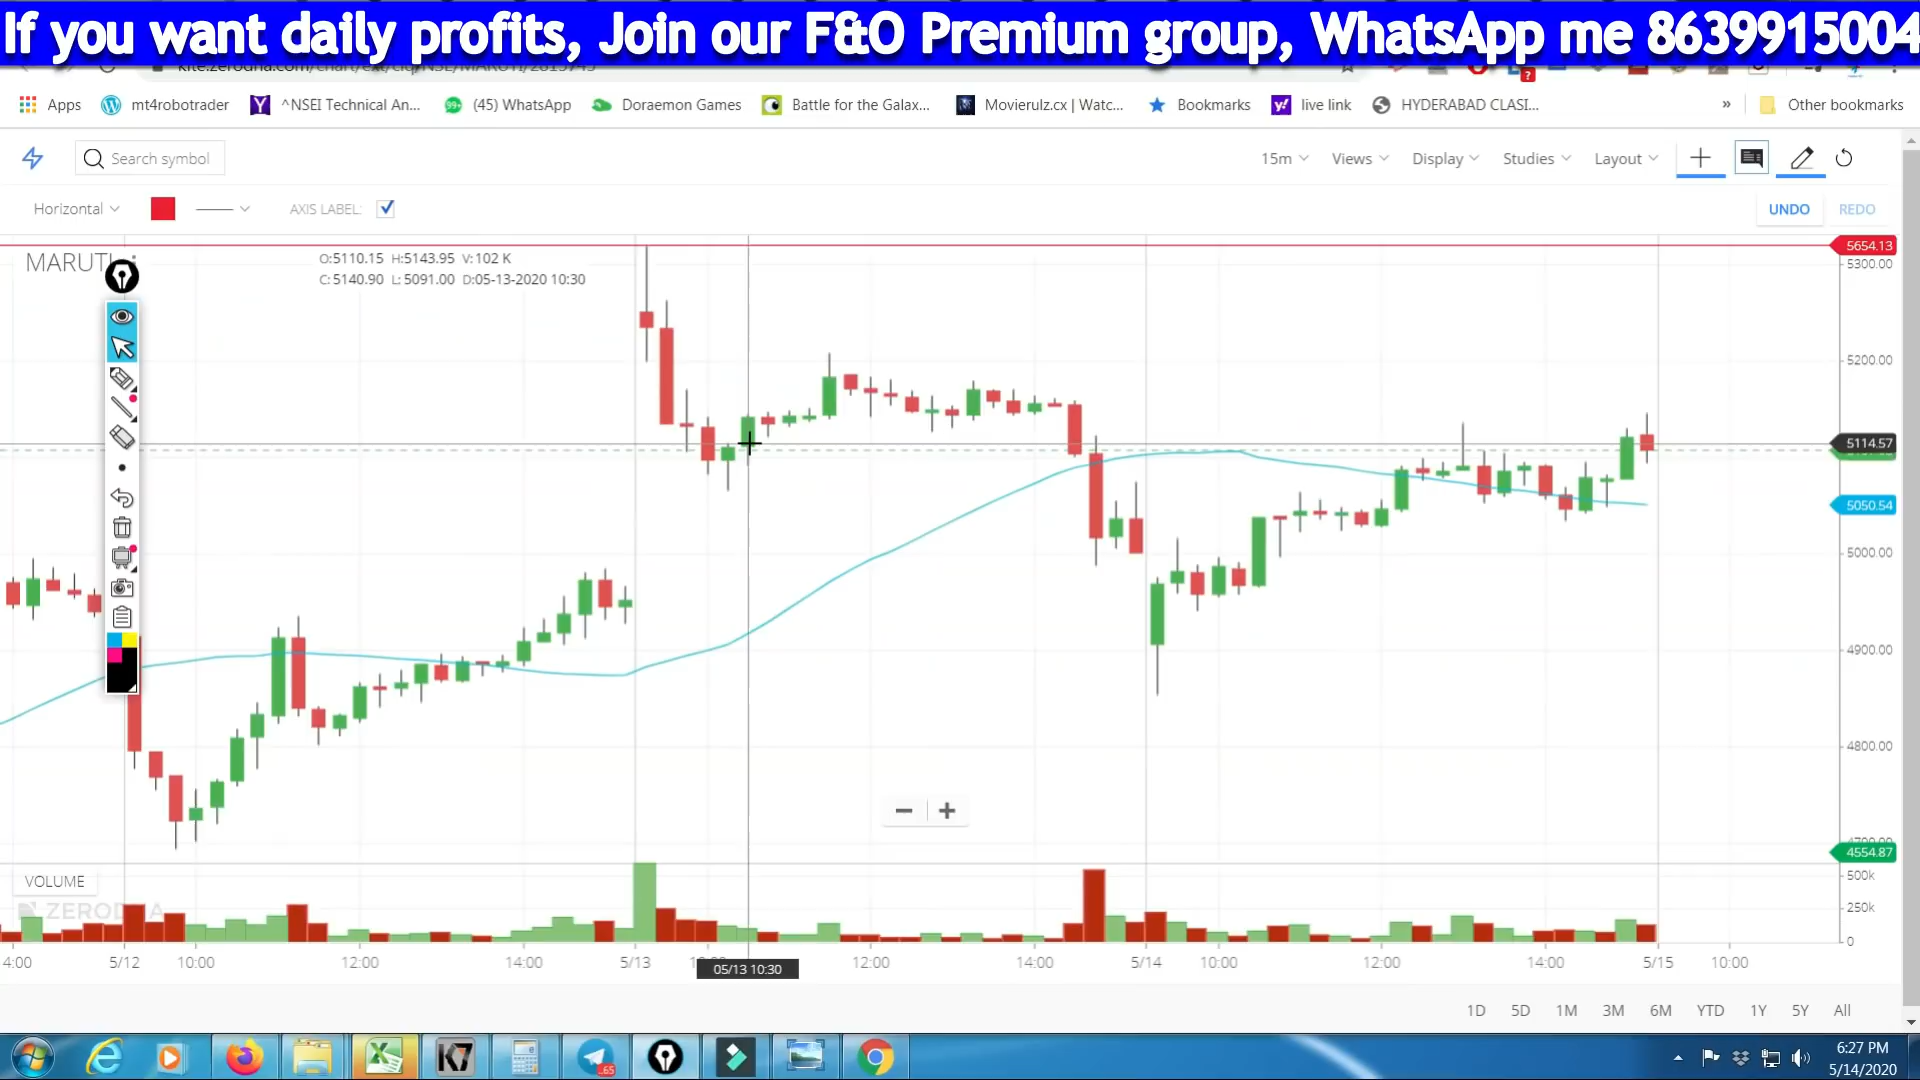 If you want daily profits, Join our F&O Premium group, WhatsApp me 8639915004
Apps mt4robotrader ^NSEI Technical An... (45) WhatsApp Doraemon Games Battle for the Galax... Movierulz.cx | Watc... Bookmarks live link HYDERABAD CLASI... » Other bookmarks
Search symbol 15m Views Display Studies Layout
Horizontal AXIS LABEL: UNDO REDO
MARUTI
O:5110.15 H:5143.95 V:102 K
C:5140.90 L:5091.00 D:05-13-2020 10:30
5654.13
5300.00
5200.00
5114.57
5050.54
5000.00
4900.00
4800.00
4554.87
VOLUME
ZERODHA
500k
250k
0
4:00 5/12 10:00 12:00 14:00 5/13 12:00 14:00 5/14 10:00 12:00 14:00 5/15 10:00
05/13 10:30
1D 5D 1M 3M 6M YTD 1Y 5Y All
K7
.65
6:27 PM
5/14/2020